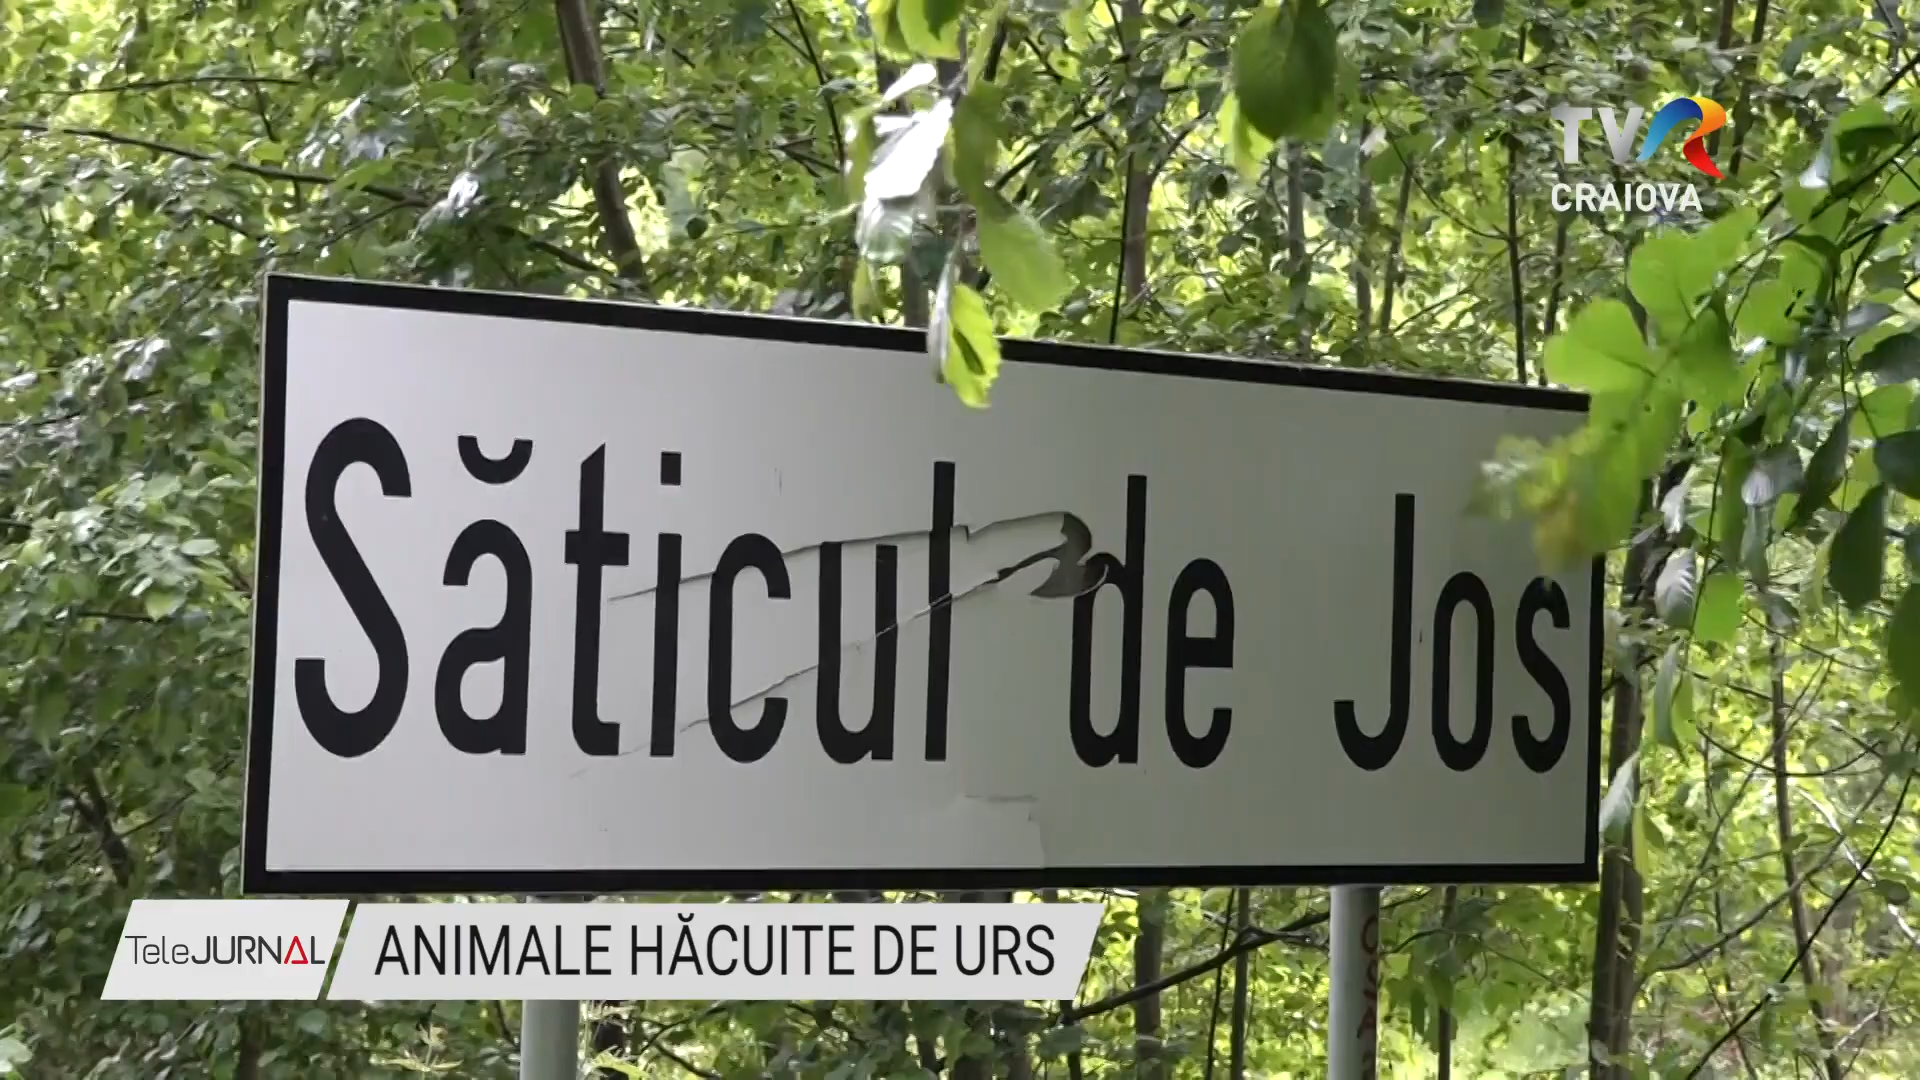 TVR
CRAIOVA
Săticul de Jos
TeleJURNAL
ANIMALE HĂCUITE DE URS